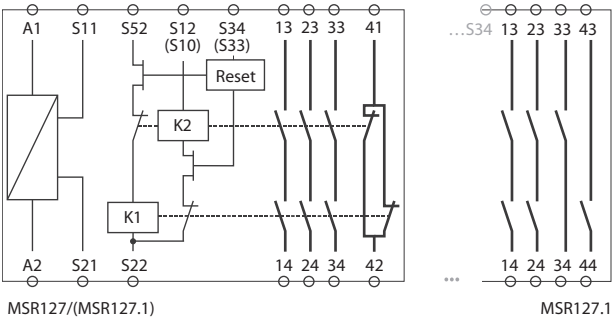 A1 S11 S52 S12 S34 13 23 33 41 …S34 13 23 33 43
(S10) (S33)
Reset
K2
K1
A2 S21 S22 14 24 34 42 ... 14 24 34 44
MSR127/(MSR127.1) MSR127.1